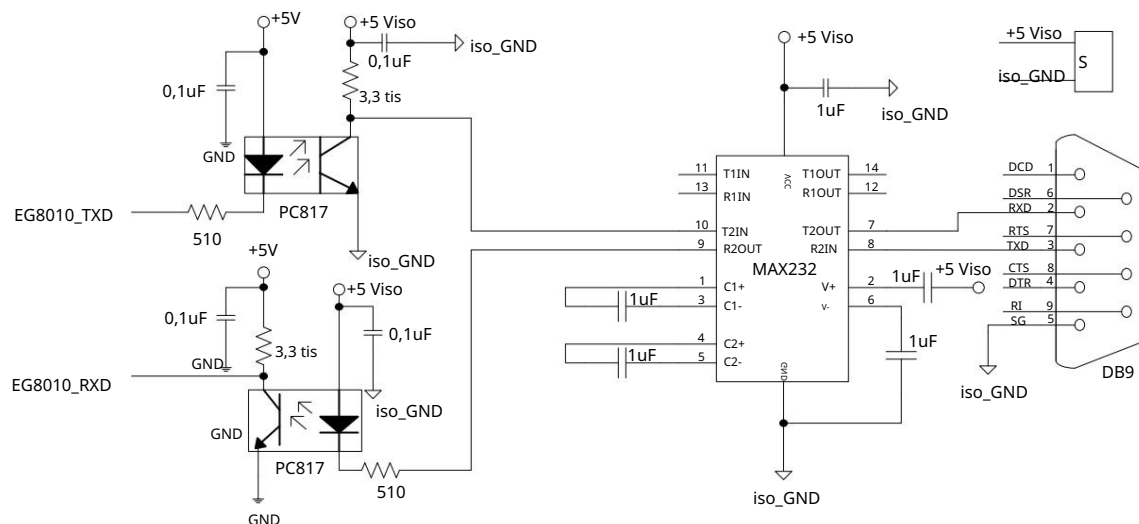 +5V
+5 Viso
0,1uF
iso_GND
0,1uF
3,3 tis
GND
PC817
EG8010_TXD
510
iso_GND
+5V
+5 Viso
0,1uF
0,1uF
3,3 tis
GND
EG8010_RXD
iso_GND
GND
PC817
510
GND
+5 Viso
1uF
iso_GND
11 T1IN VCC T1OUT 14
13 R1IN R1OUT 12
10 T2IN T2OUT 7
9 R2OUT R2IN 8
MAX232
1 C1+ V+ 2
1uF +5 Viso
3 C1- V- 6
1uF
4 C2+
5 C2-
1uF
1uF
GND
iso_GND
+5 Viso
S
iso_GND
DCD 1
DSR 6
RXD 2
RTS 7
TXD 3
CTS 8
DTR 4
RI 9
SG 5
DB9
iso_GND